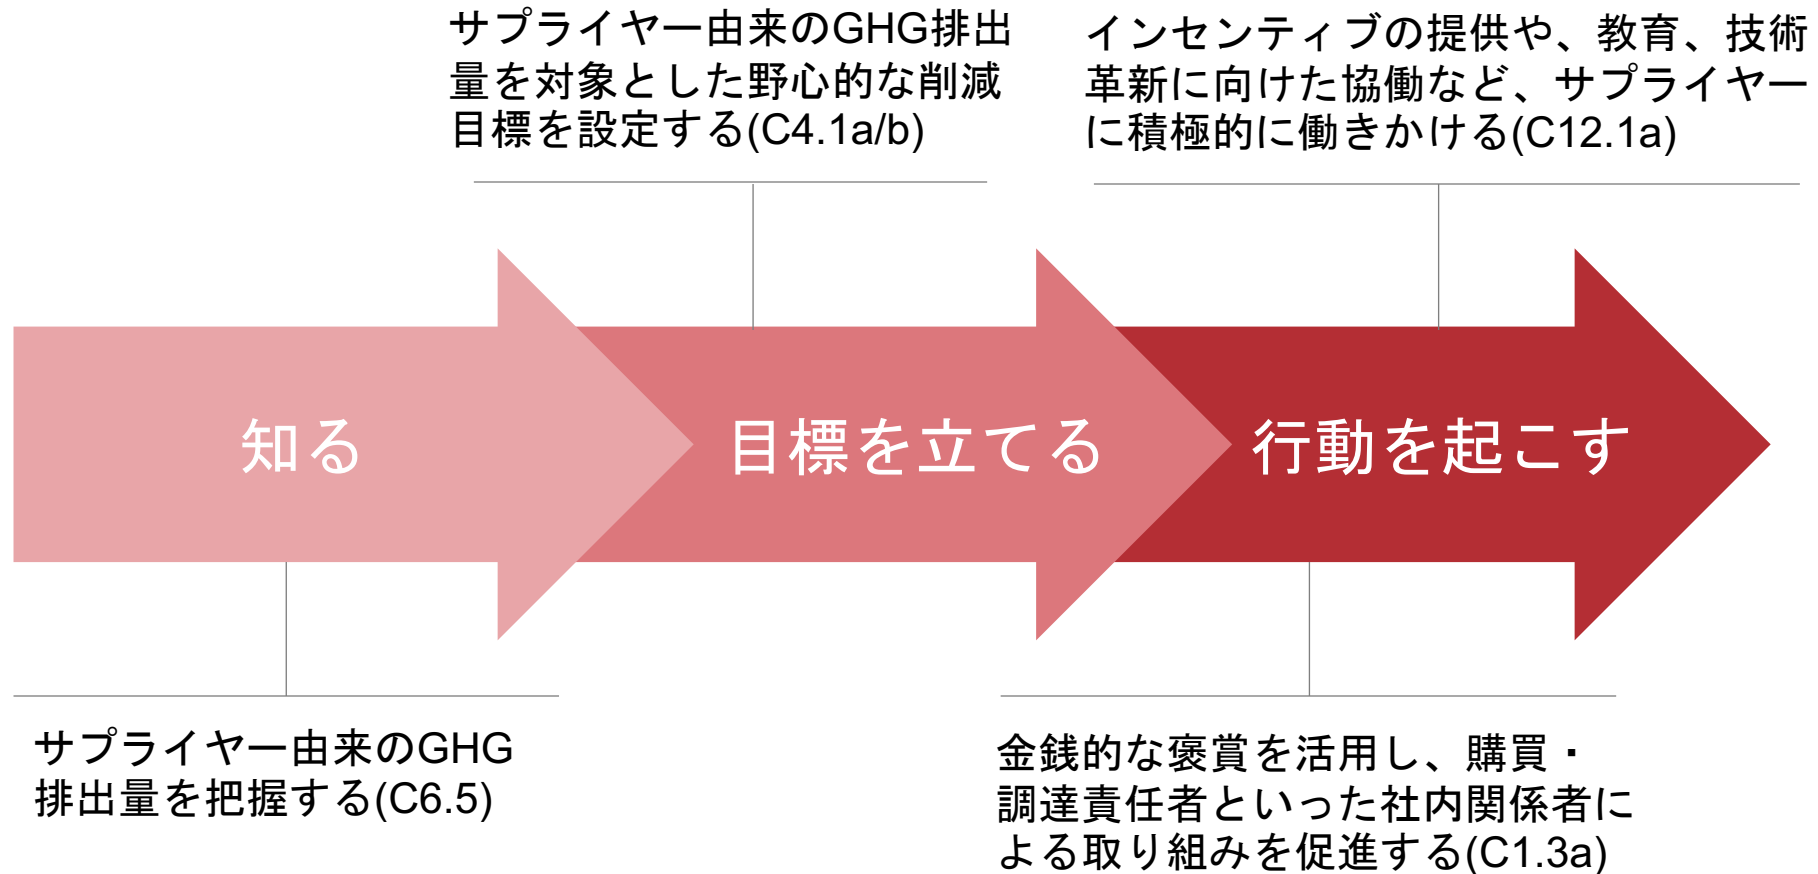 サプライヤー由来のGHG排出
量を対象とした野心的な削減
目標を設定する(C4.1a/b)
インセンティブの提供や、教育、技術
革新に向けた協働など、サプライヤー
に積極的に働きかける(C12.1a)
知る
目標を立てる
行動を起こす
サプライヤー由来のGHG
排出量を把握する(C6.5)
金銭的な褒賞を活用し、購買・
調達責任者といった社内関係者に
よる取り組みを促進する(C1.3a)